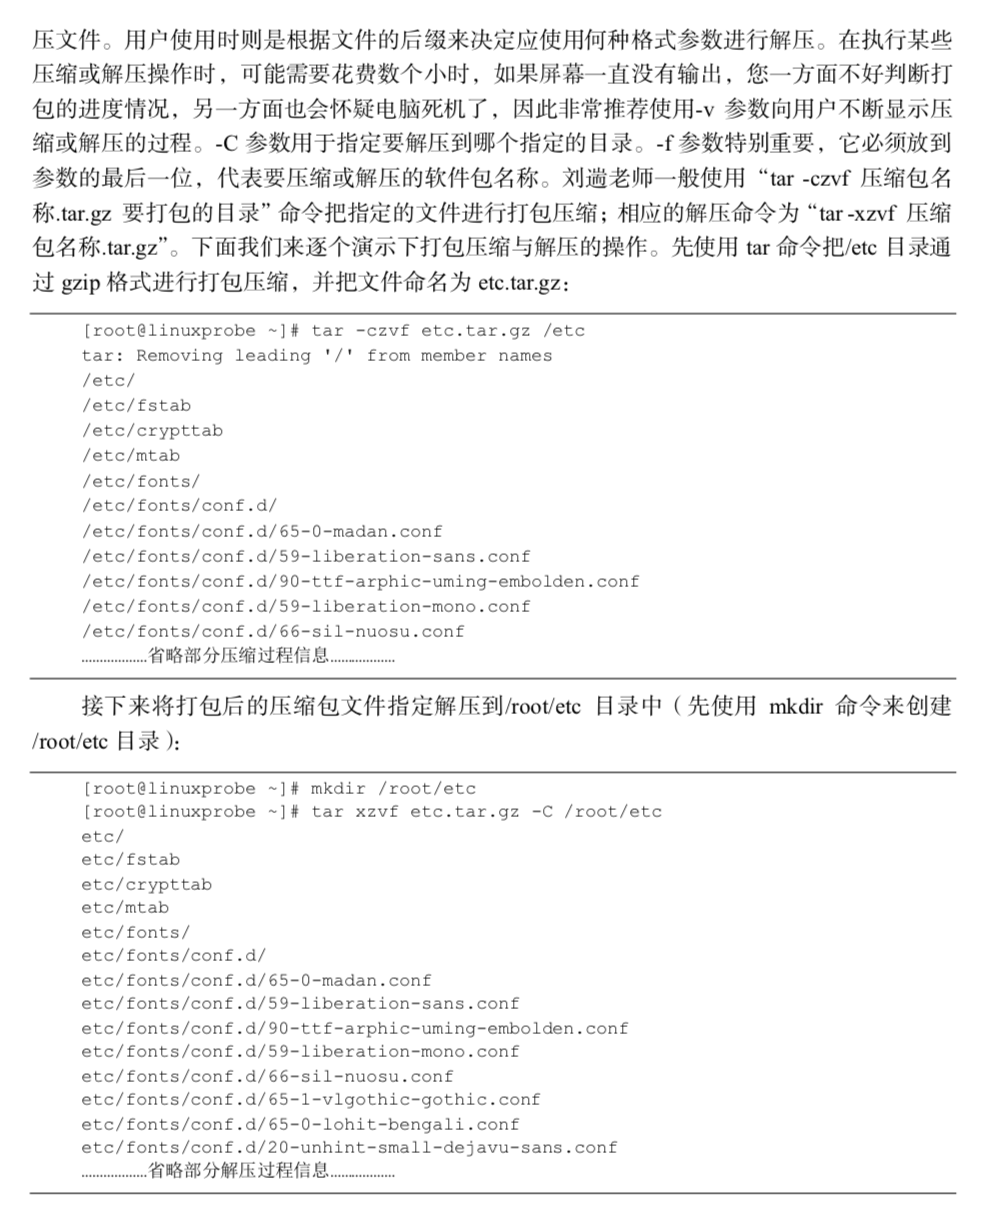 压文件。用户使用时则是根据文件的后缀来决定应使用何种格式参数进行解压。在执行某些
压缩或解压操作时，可能需要花费数个小时，如果屏幕一直没有输出，您一方面不好判断打
包的进度情况，另一方面也会怀疑电脑死机了，因此非常推荐使用-v 参数向用户不断显示压
缩或解压的过程。-C 参数用于指定要解压到哪个指定的目录。-f 参数特别重要，它必须放到
参数的最后一位，代表要压缩或解压的软件包名称。刘遄老师一般使用“tar -czvf 压缩包名
称.tar.gz 要打包的目录”命令把指定的文件进行打包压缩；相应的解压命令为“tar -xzvf 压缩
包名称.tar.gz”。下面我们来逐个演示下打包压缩与解压的操作。先使用 tar 命令把/etc 目录通
过 gzip 格式进行打包压缩，并把文件命名为 etc.tar.gz：
[root@linuxprobe ~]# tar -czvf etc.tar.gz /etc
tar: Removing leading '/' from member names
/etc/
/etc/fstab
/etc/crypttab
/etc/mtab
/etc/fonts/
/etc/fonts/conf.d/
/etc/fonts/conf.d/65-0-madan.conf
/etc/fonts/conf.d/59-liberation-sans.conf
/etc/fonts/conf.d/90-ttf-arphic-uming-embolden.conf
/etc/fonts/conf.d/59-liberation-mono.conf
/etc/fonts/conf.d/66-sil-nuosu.conf
………………省略部分压缩过程信息………………
接下来将打包后的压缩包文件指定解压到/root/etc 目录中（先使用 mkdir 命令来创建
/root/etc 目录）：
[root@linuxprobe ~]# mkdir /root/etc
[root@linuxprobe ~]# tar xzvf etc.tar.gz -C /root/etc
etc/
etc/fstab
etc/crypttab
etc/mtab
etc/fonts/
etc/fonts/conf.d/
etc/fonts/conf.d/65-0-madan.conf
etc/fonts/conf.d/59-liberation-sans.conf
etc/fonts/conf.d/90-ttf-arphic-uming-embolden.conf
etc/fonts/conf.d/59-liberation-mono.conf
etc/fonts/conf.d/66-sil-nuosu.conf
etc/fonts/conf.d/65-1-vlgothic-gothic.conf
etc/fonts/conf.d/65-0-lohit-bengali.conf
etc/fonts/conf.d/20-unhint-small-dejavu-sans.conf
………………省略部分解压过程信息………………